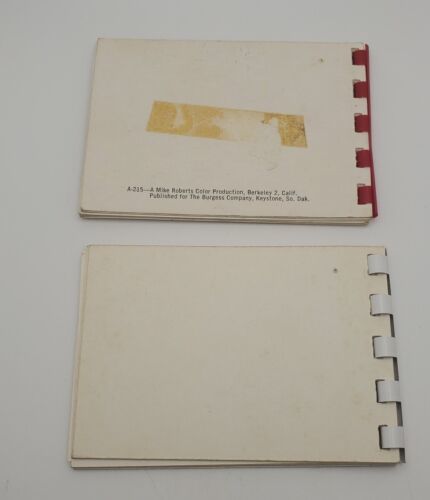 A-215—A Mike Roberts Color Production, Berkeley 2, Calif.
Published for The Burgess Company, Keystone, So. Dak.